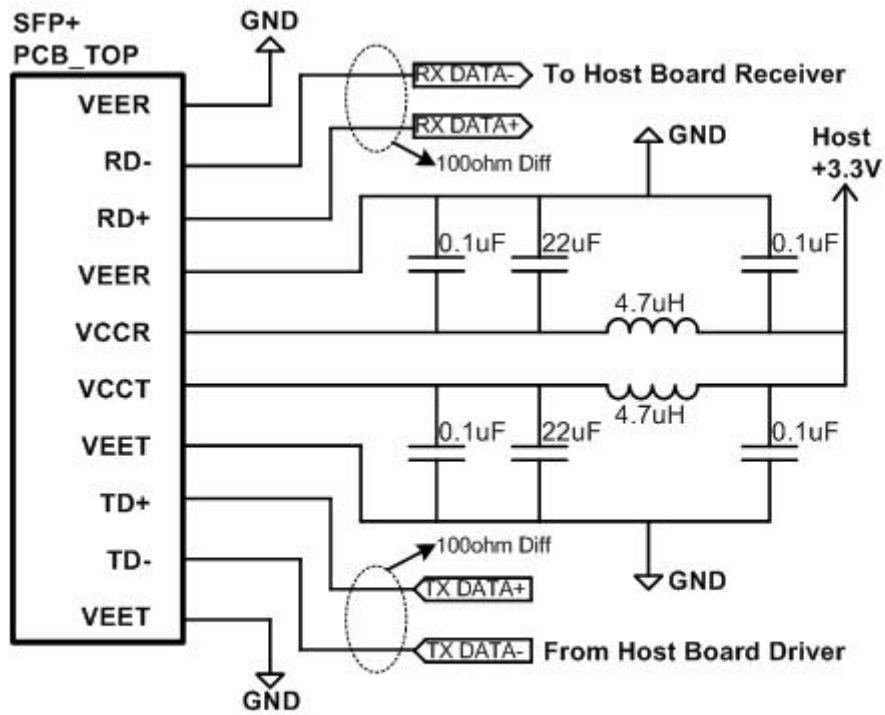 SFP+
PCB_TOP
GND
VEER
RD-
RD+
VEER
VCCR
VCCT
VEET
TD+
TD-
VEET
GND
RX DATA-
To Host Board Receiver
RX DATA+
100ohm Diff
GND
Host
+3.3V
0.1uF
22uF
0.1uF
4.7uH
4.7uH
0.1uF
22uF
0.1uF
100ohm Diff
GND
TX DATA+
TX DATA-
From Host Board Driver